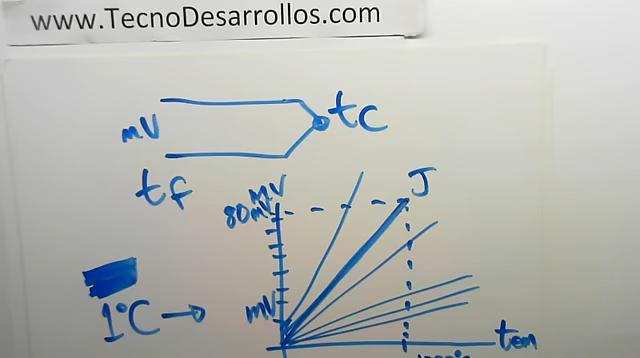 www.TecnoDesarrollos.com
tc
mV
tf
MV
J
80mV
mV
1°C →
tem